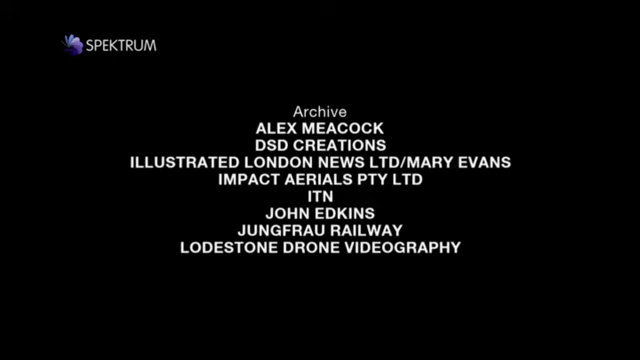 SPEKTRUM
Archive
ALEX MEACOCK
DSD CREATIONS
ILLUSTRATED LONDON NEWS LTD/MARY EVANS
IMPACT AERIALS PTY LTD
ITN
JOHN EDKINS
JUNGFRAU RAILWAY
LODESTONE DRONE VIDEOGRAPHY